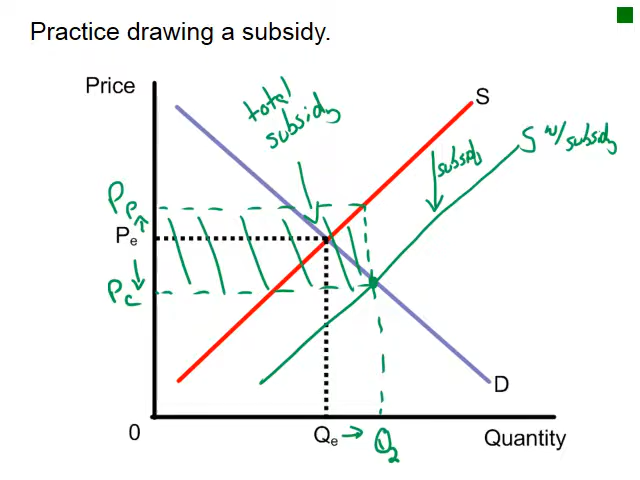 Practice drawing a subsidy.
Price
total
subsidy
S
S w/ subsidy
subsidy
Pp
Pe
Pc
D
0
Qe → Q2
Quantity